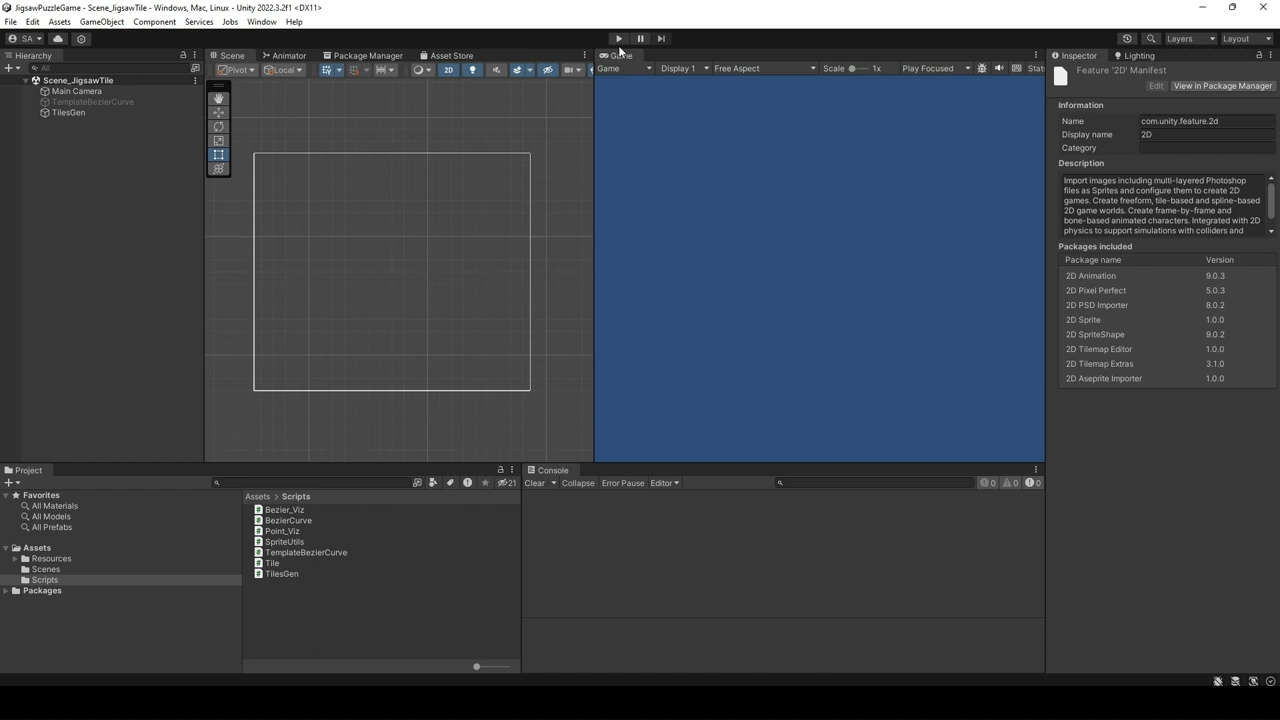 JigsawPuzzleGame - Scene_JigsawTile - Windows, Mac, Linux - Unity 2022.3.2f1 <DX11>
File Edit Assets GameObject Component Services Jobs Window Help
SA Layers Layout
Hierarchy
All
Scene_JigsawTile
Main Camera
TemplateBezierCurve
TilesGen
Scene Animator Package Manager Asset Store
Pivot Local 2D
Game Display 1 Free Aspect Scale 1x Play Focused Stats
Inspector Lighting
Feature '2D' Manifest
Edit View in Package Manager
Information
Name com.unity.feature.2d
Display name 2D
Category
Description
Import images including multi-layered Photoshop
files as Sprites and configure them to create 2D
games. Create freeform, tile-based and spline-based
2D game worlds. Create frame-by-frame and
bone-based animated characters. Integrated with 2D
physics to support simulations with colliders and
Packages included
Package name Version
2D Animation 9.0.3
2D Pixel Perfect 5.0.3
2D PSD Importer 8.0.2
2D Sprite 1.0.0
2D SpriteShape 9.0.2
2D Tilemap Editor 1.0.0
2D Tilemap Extras 3.1.0
2D Aseprite Importer 1.0.0
Project
21
Favorites
All Materials
All Models
All Prefabs
Assets
Resources
Scenes
Scripts
Packages
Assets > Scripts
Bezier_Viz
BezierCurve
Point_Viz
SpriteUtils
TemplateBezierCurve
Tile
TilesGen
Console
Clear Collapse Error Pause Editor 0 0 0